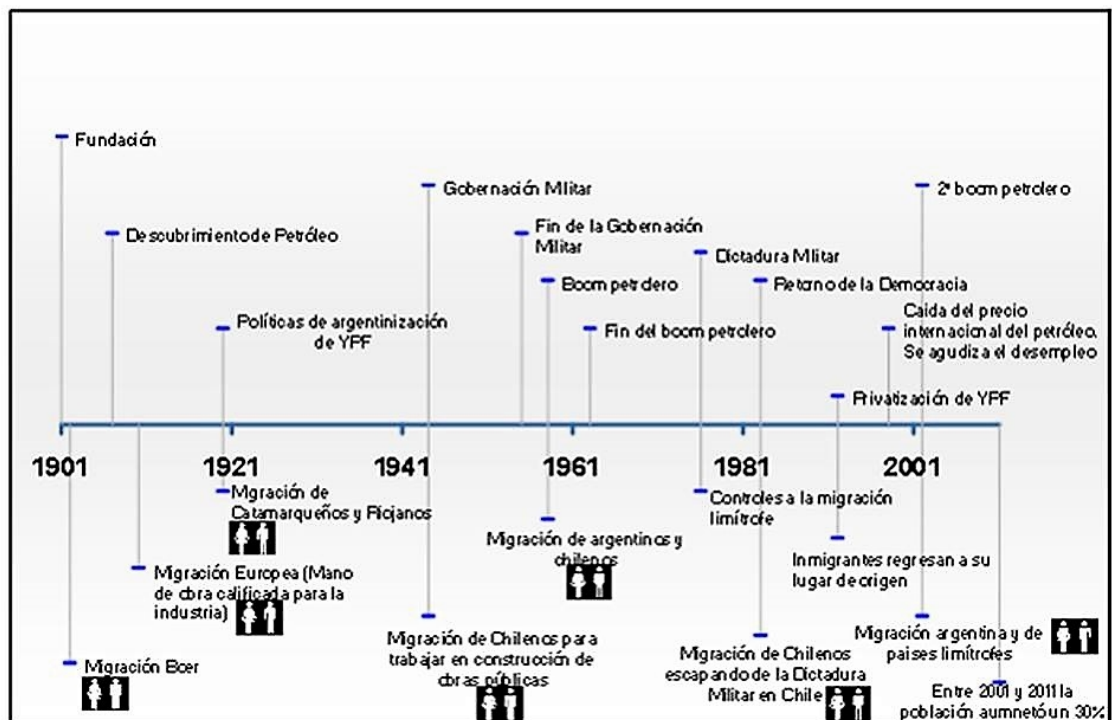 Fundación
Gobernación Militar
2º boom petrolero
Descubrimiento de Petróleo
Fin de la Gobernación
Militar
Dictadura Militar
Boom petrolero
Retorno de la Democracia
Políticas de argentinización
de YPF
Fin del boom petrolero
Caida del precio
internacional del petróleo.
Se agudiza el desempleo
Privatización de YPF
1901
1921
1941
1961
1981
2001
Migración de
Catamarqueños y Riojanos
Controles a la migración
limítrofe
Migración de argentinos y
chilenos
Inmigrantes regresan a su
lugar de origen
Migración Europea (Mano
de obra calificada para la
industria)
Migración de Chilenos para
trabajar en construcción de
obras públicas
Migración argentina y de
paises limítrofes
Migración Boer
Migración de Chilenos
escapando de la Dictadura
Militar en Chile
Entre 2001 y 2011 la
población aumnetó un 30%